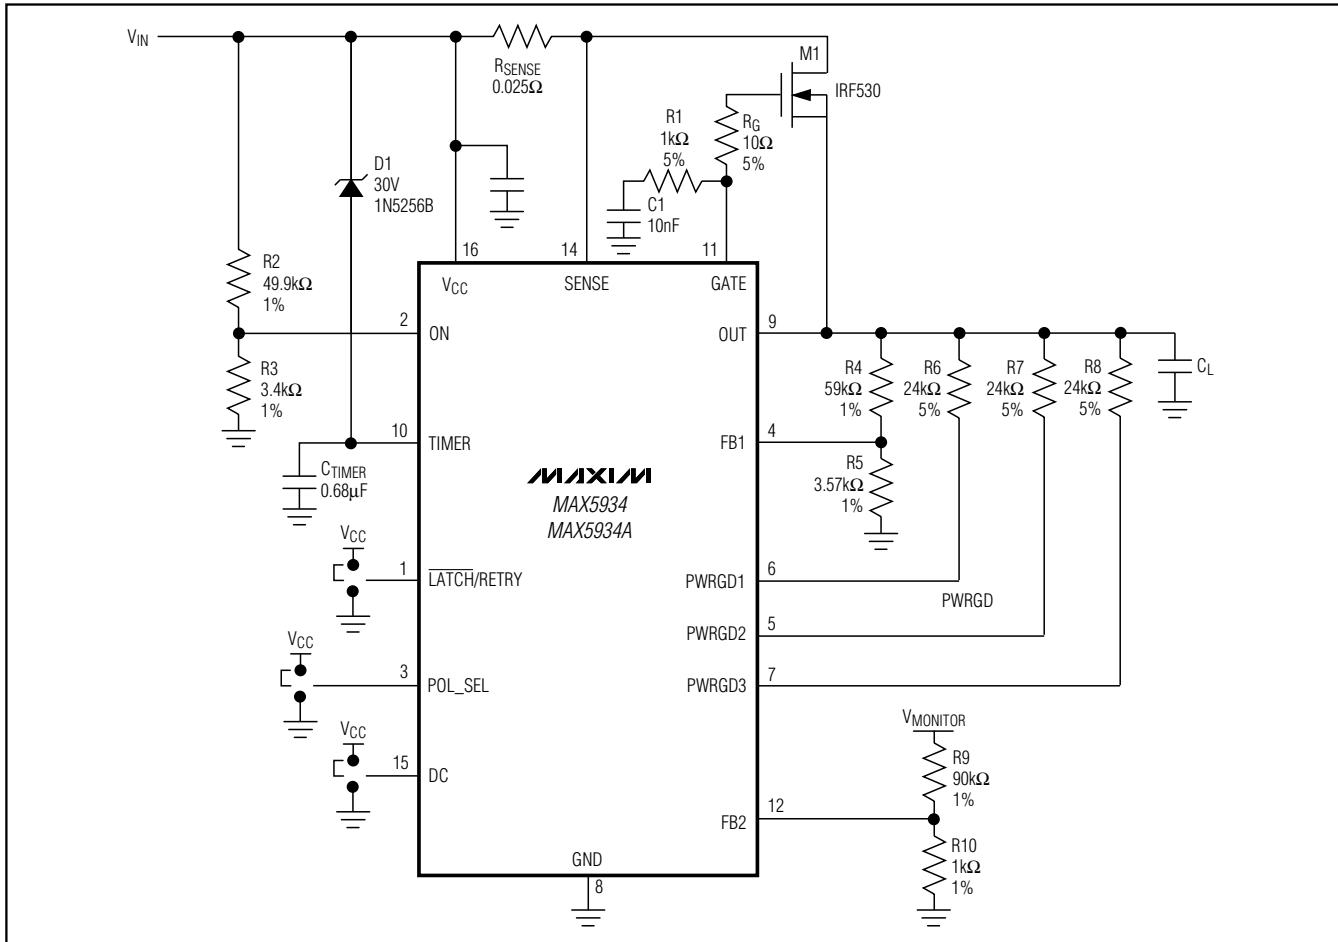 VIN
RSENSE
0.025Ω
M1
IRF530
R1
1kΩ
5%
RG
10Ω
5%
C1
10nF
D1
30V
1N5256B
R2
49.9kΩ
1%
R3
3.4kΩ
1%
16
14
11
VCC
SENSE
GATE
2
ON
OUT
9
R4
59kΩ
1%
R6
24kΩ
5%
R7
24kΩ
5%
R8
24kΩ
5%
CL
10
TIMER
FB1
4
CTIMER
0.68µF
R5
3.57kΩ
1%
MAXIM
MAX5934
MAX5934A
VCC
1
LATCH/RETRY
PWRGD1
6
PWRGD
PWRGD2
5
VCC
3
POL_SEL
PWRGD3
7
VCC
15
DC
VMONITOR
R9
90kΩ
1%
FB2
12
R10
1kΩ
1%
GND
8